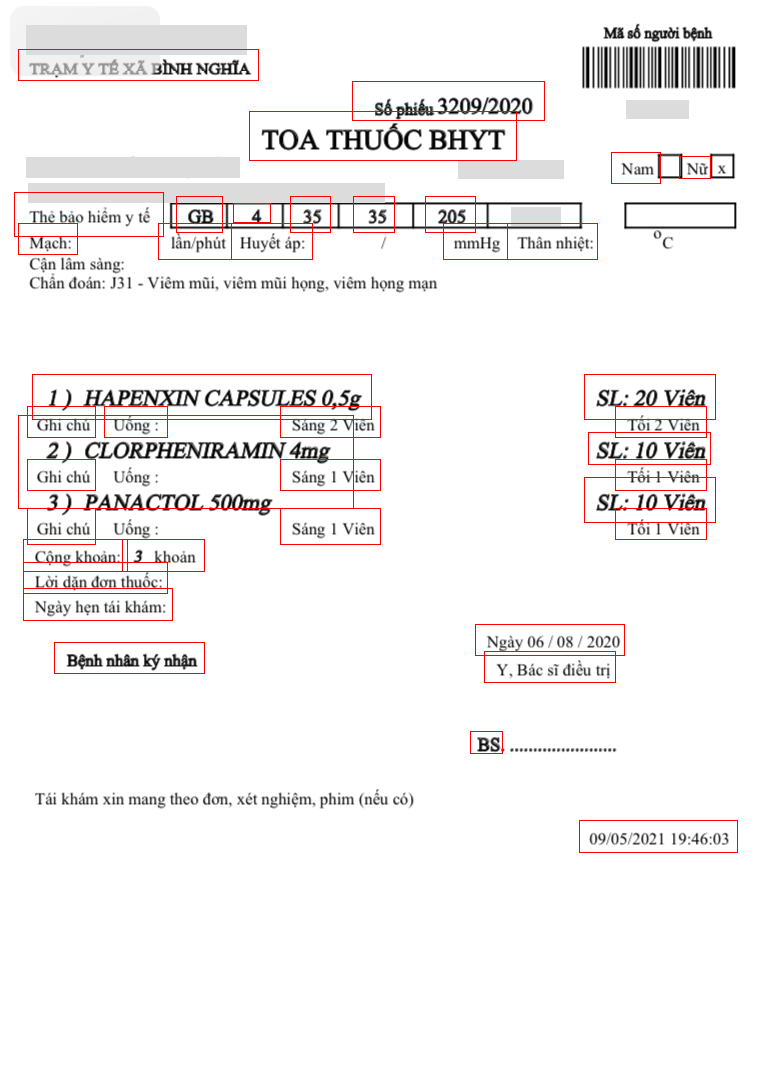 Mã số người bệnh
TRẠM Y TẾ XÃ BÌNH NGHĨA
Số phiếu 3209/2020
TOA THUỐC BHYT
Nam Nữ x
Thẻ bảo hiểm y tế GB 4 35 35 205
Mạch: lần/phút Huyết áp: / mmHg Thân nhiệt: °C
Cận lâm sàng:
Chẩn đoán: J31 - Viêm mũi, viêm mũi họng, viêm họng mạn
1 ) HAPENXIN CAPSULES 0,5g SL: 20 Viên
Ghi chú Uống : Sáng 2 Viên Tối 2 Viên
2 ) CLORPHENIRAMIN 4mg SL: 10 Viên
Ghi chú Uống : Sáng 1 Viên Tối 1 Viên
3 ) PANACTOL 500mg SL: 10 Viên
Ghi chú Uống : Sáng 1 Viên Tối 1 Viên
Cộng khoản: 3 khoản
Lời dặn đơn thuốc:
Ngày hẹn tái khám:
Ngày 06 / 08 / 2020
Bệnh nhân ký nhận
Y, Bác sĩ điều trị
BS. .......................
Tái khám xin mang theo đơn, xét nghiệm, phim (nếu có)
09/05/2021 19:46:03